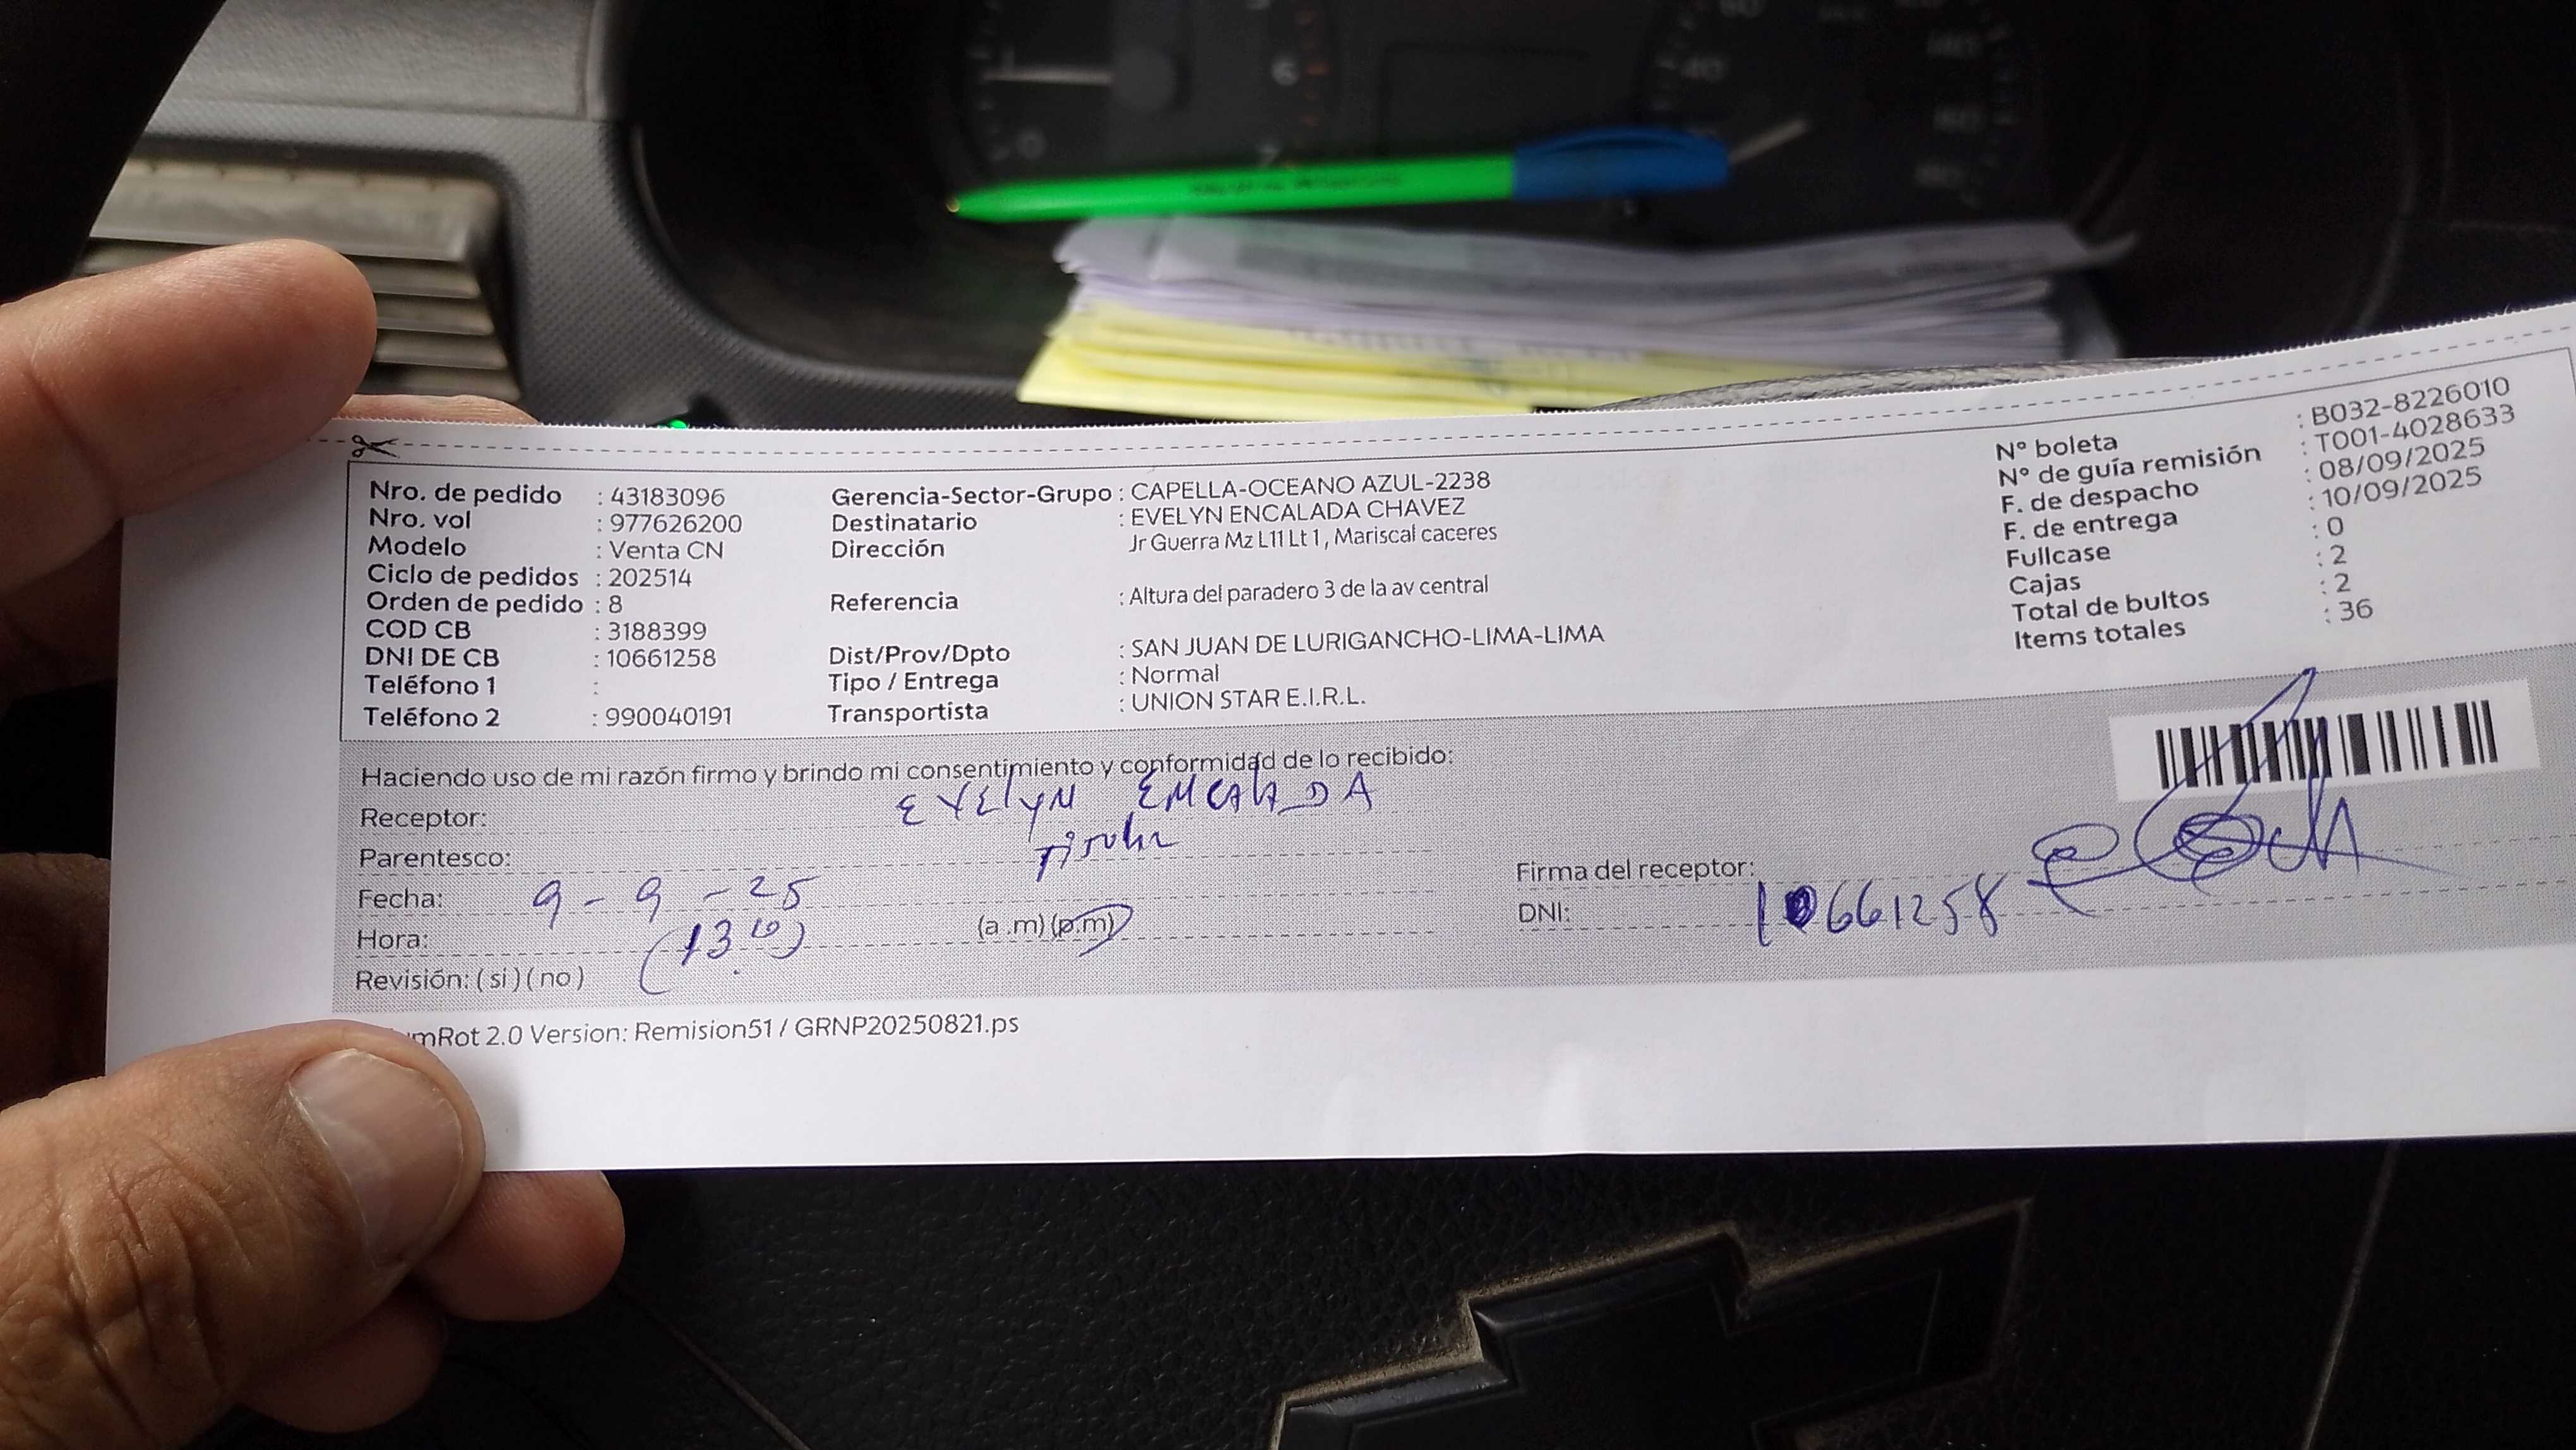 Nro. de pedido : 43183096
Nro. vol : 977626200
Modelo : Venta CN
Ciclo de pedidos : 202514
Orden de pedido : 8
COD CB : 3188399
DNI DE CB : 10661258
Teléfono 1 :
Teléfono 2 : 990040191
Gerencia-Sector-Grupo : CAPELLA-OCEANO AZUL-2238
Destinatario : EVELYN ENCALADA CHAVEZ
Dirección Jr Guerra Mz L11 Lt 1, Mariscal caceres
Referencia : Altura del paradero 3 de la av central
Dist/Prov/Dpto : SAN JUAN DE LURIGANCHO-LIMA-LIMA
Tipo / Entrega : Normal
Transportista : UNION STAR E.I.R.L.
N° boleta : B032-8226010
N° de guía remisión : T001-4028633
F. de despacho : 08/09/2025
F. de entrega : 10/09/2025
Fullcase : 0
Cajas : 2
Total de bultos : 2
Items totales : 36
Haciendo uso de mi razón firmo y brindo mi consentimiento y conformidad de lo recibido:
Receptor: EVElyN ENCALADA
Parentesco: Titular
Fecha: 9-9-25
Hora: (13 10) (a.m) (p.m)
Revisión: ( si ) ( no )
Firma del receptor:
DNI: 10661258
mRot 2.0 Version: Remision51 / GRNP20250821.ps